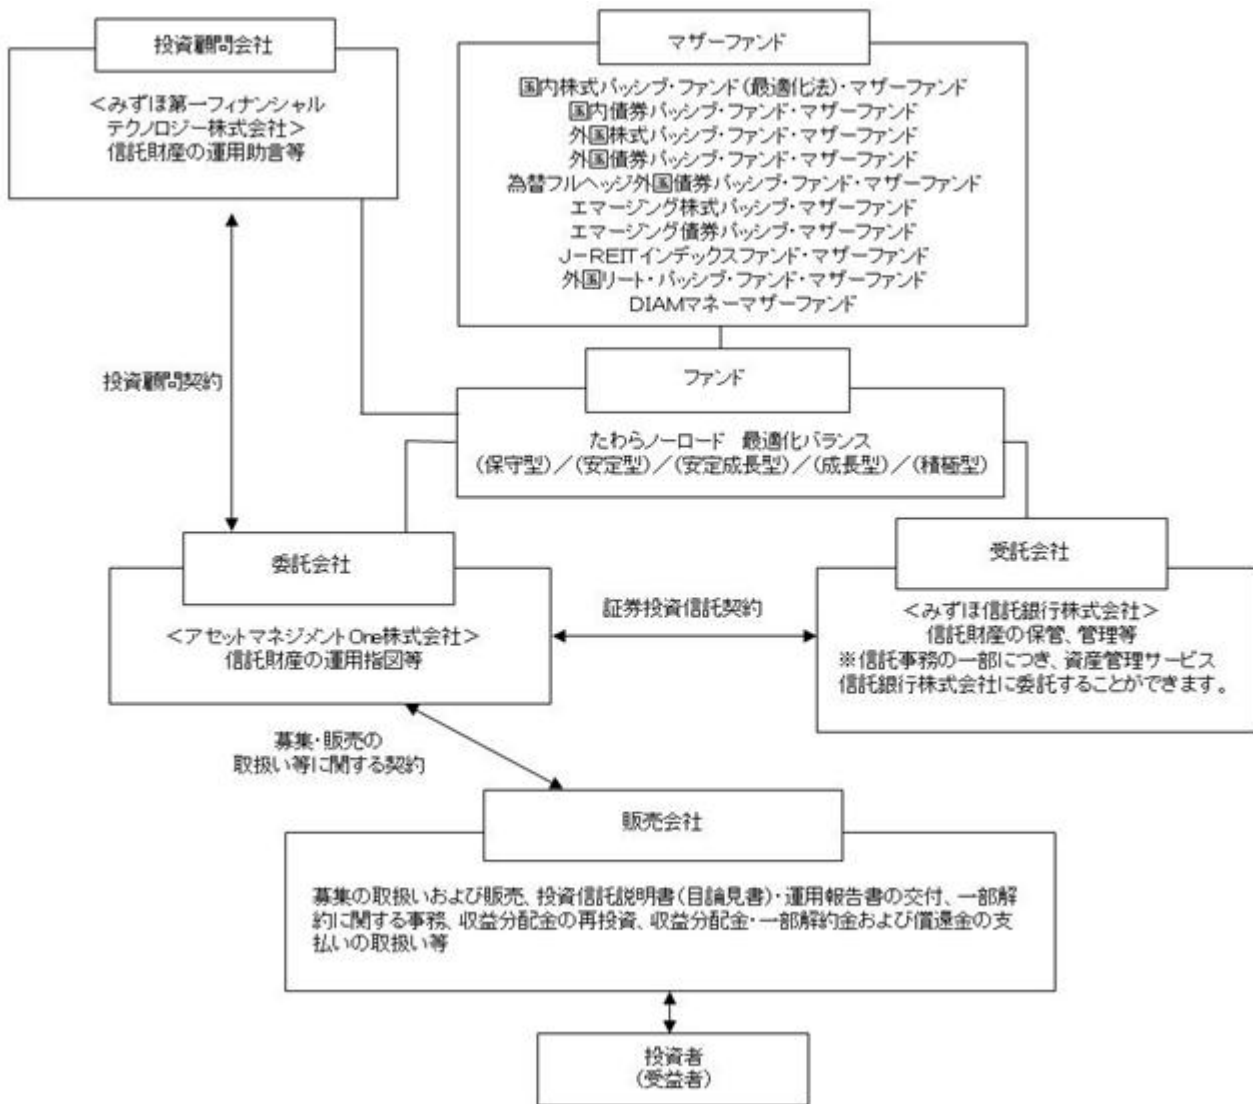 投資顧問会社
<みずほ第一フィナンシャル
テクノロジー株式会社>
信託財産の運用助言等
マザーファンド
国内株式パッシブ・ファンド(最適化法)・マザーファンド
国内債券パッシブ・ファンド・マザーファンド
外国株式パッシブ・ファンド・マザーファンド
外国債券パッシブ・ファンド・マザーファンド
為替フルヘッジ外国債券パッシブ・ファンド・マザーファンド
エマージング株式パッシブ・マザーファンド
エマージング債券パッシブ・マザーファンド
J-REITインデックスファンド・マザーファンド
外国リート・パッシブ・ファンド・マザーファンド
DIAMマネーマザーファンド
投資顧問契約
ファンド
たわらノーロード 最適化バランス
(保守型)/(安定型)/(安定成長型)/(成長型)/(積極型)
委託会社
<アセットマネジメントOne株式会社>
信託財産の運用指図等
証券投資信託契約
受託会社
<みずほ信託銀行株式会社>
信託財産の保管、管理等
※信託事務の一部につき、資産管理サービス
信託銀行株式会社に委託することができます。
募集・販売の
取扱い等に関する契約
販売会社
募集の取扱いおよび販売、投資信託説明書(目論見書)・運用報告書の交付、一部解
約に関する事務、収益分配金の再投資、収益分配金・一部解約金および償還金の支
払いの取扱い等
投資者
(受益者)